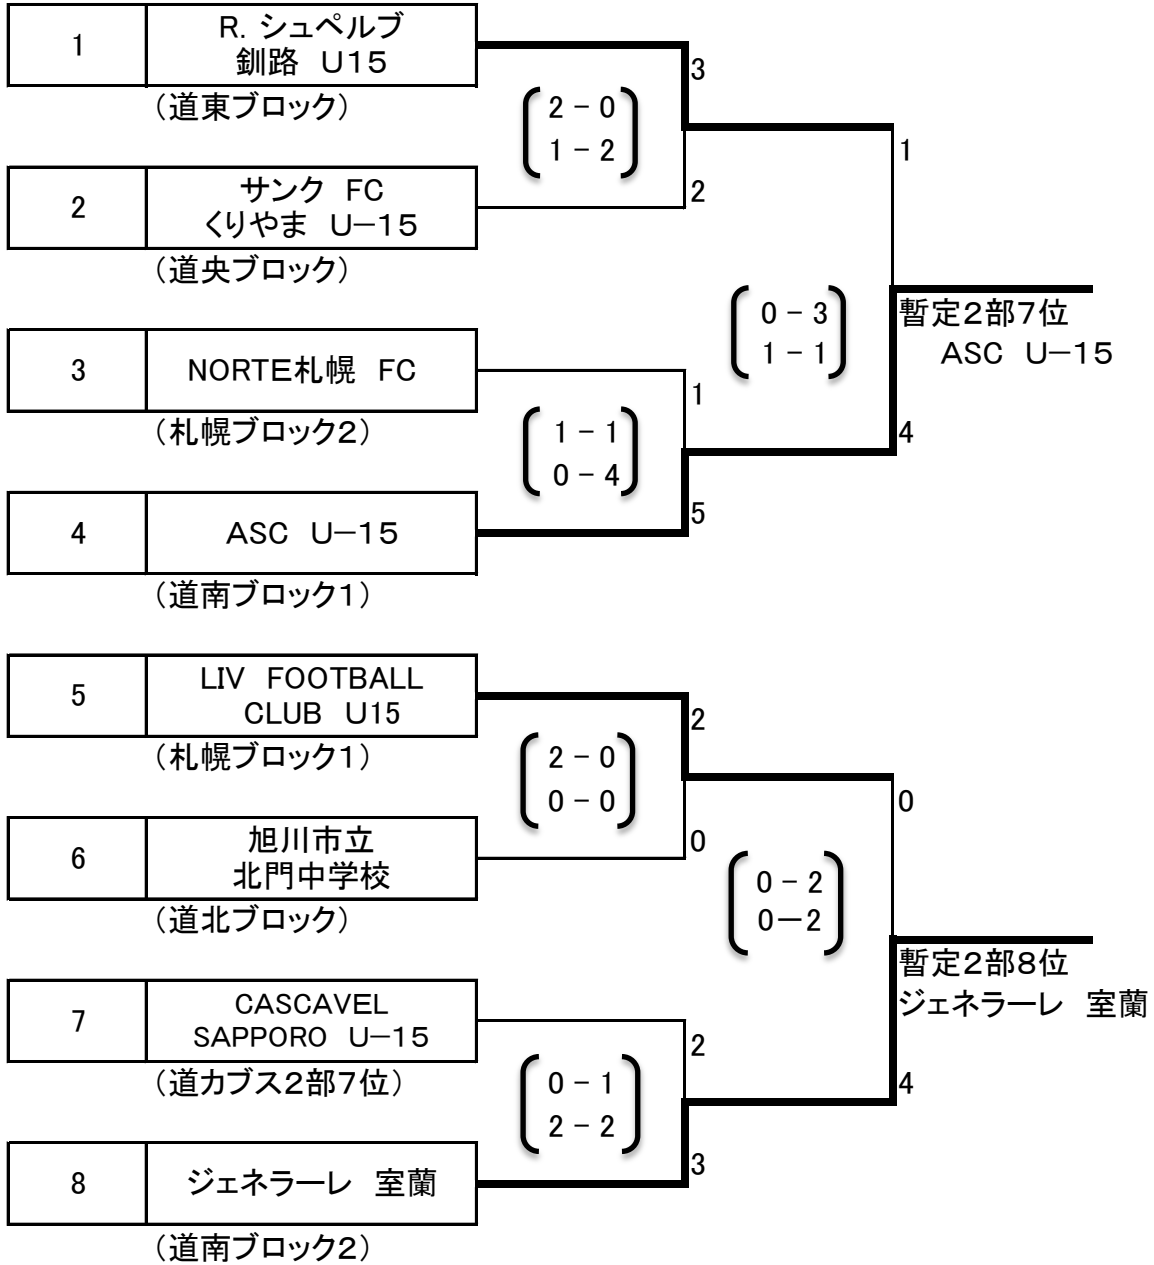 1
R. シュペルブ
釧路　U15
（道東ブロック）
3
2 － 0
1 － 2
1
2
サンク　FC
くりやま　U－15
（道央ブロック）
2
0 － 3
1 － 1
暫定2部7位
ASC　U－15
3
NORTE札幌　FC
（札幌ブロック2）
1
1 － 1
0 － 4
4
4
ASC　U－15
（道南ブロック1）
5
5
LIV　FOOTBALL
CLUB　U15
（札幌ブロック1）
2
2 － 0
0 － 0
0
6
旭川市立
北門中学校
（道北ブロック）
0
0 － 2
0－2
暫定2部8位
ジェネラーレ　室蘭
7
CASCAVEL
SAPPORO　U－15
（道カブス2部7位）
2
0 － 1
2 － 2
4
8
ジェネラーレ　室蘭
（道南ブロック2）
3